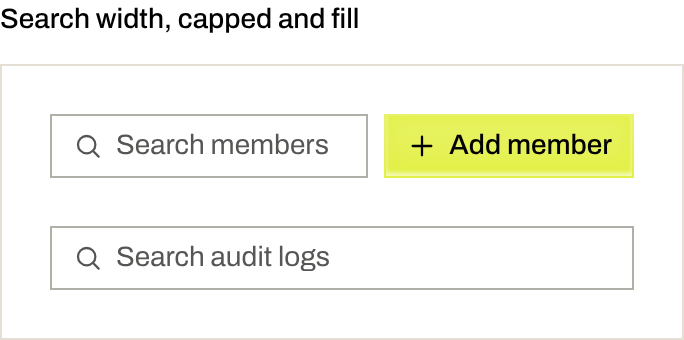 Search width, capped and fill
Search members
Add member
Search audit logs